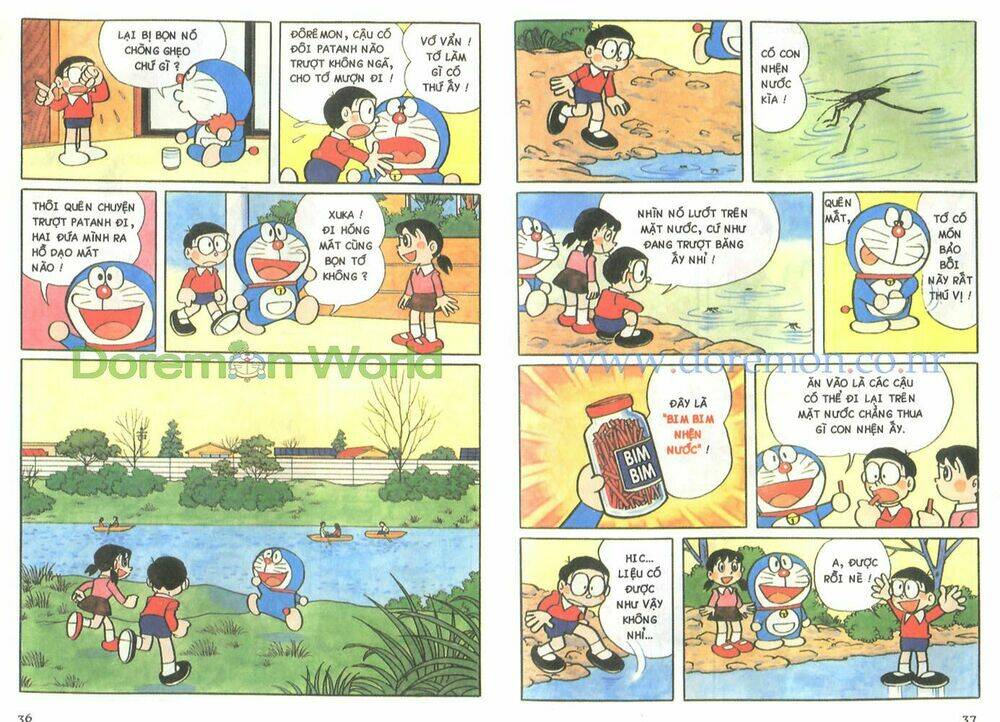 LẠI BỊ BỌN NÓ
CHÒNG GHẸO
CHỨ GÌ ?
ĐÔRÊMON, CẬU CÓ
ĐÔI PATANH NÀO
TRƯỢT KHÔNG NGÃ,
CHO TỚ MƯỢN ĐI !
VỚ VẨN !
TỚ LÀM
GÌ CÓ
THỨ ẤY !
THÔI QUÊN CHUYỆN
TRƯỢT PATANH ĐI,
HAI ĐỨA MÌNH RA
HỒ DẠO MÁT
NÀO !
XUKA !
ĐI HÓNG
MÁT CÙNG
BỌN TỚ
KHÔNG ?
Doremon World
36
CÓ CON
NHỆN
NƯỚC
KÌA !
NHÌN NÓ LƯỚT TRÊN
MẶT NƯỚC, CỨ NHƯ
ĐANG TRƯỢT BĂNG
ẤY NHỈ !
QUÊN
MẤT,
TỚ CÓ
MÓN
BẢO
BỐI
NÀY RẤT
THÚ VỊ !
www.doremon.co.nr
ĐÂY LÀ
"BIM BIM
NHỆN
NƯỚC" !
BIM
BIM
ĂN VÀO LÀ CÁC CẬU
CÓ THỂ ĐI LẠI TRÊN
MẶT NƯỚC CHẲNG THUA
GÌ CON NHỆN ẤY.
HIC...
LIỆU CÓ
ĐƯỢC
NHƯ VẬY
KHÔNG
NHỈ...
A, ĐƯỢC
RỒI NÈ !
37